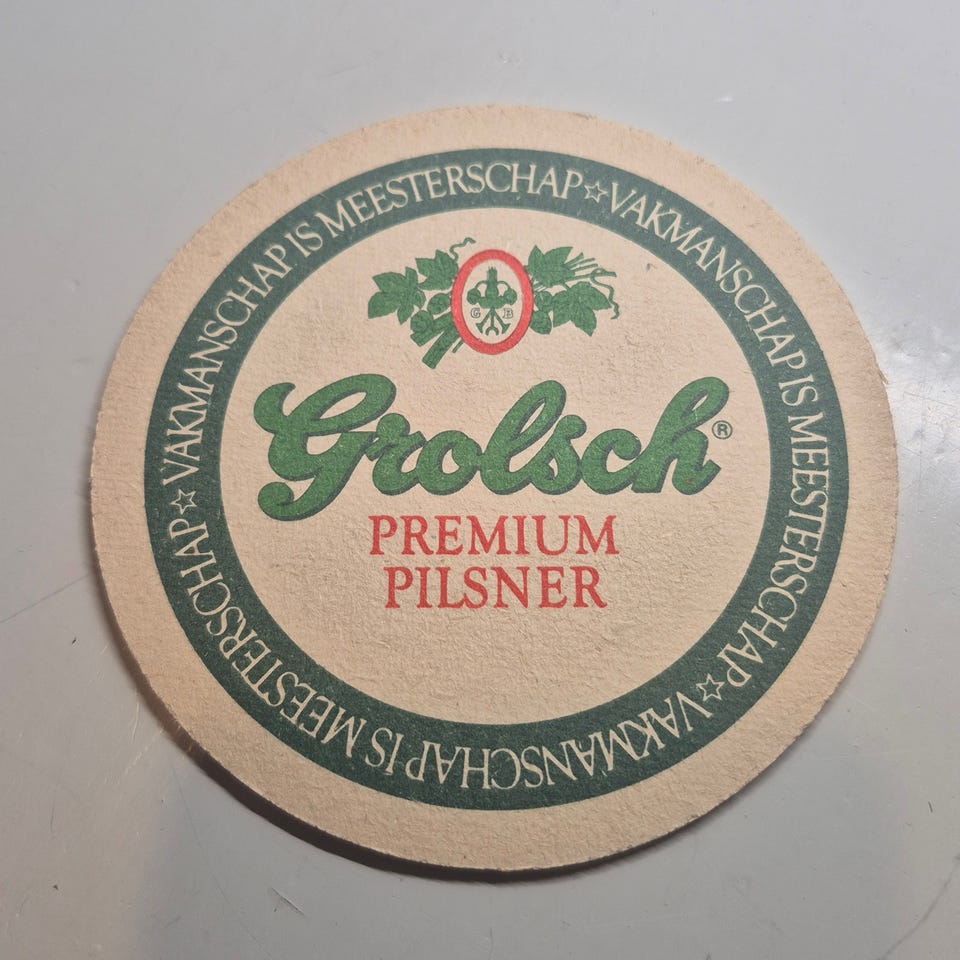 VAKMANSCHAP IS MEESTERSCHAP ☆ VAKMANSCHAP IS MEESTERSCHAP ☆ VAKMANSCHAP IS MEESTERSCHAP ☆
G B
Grolsch®
PREMIUM
PILSNER